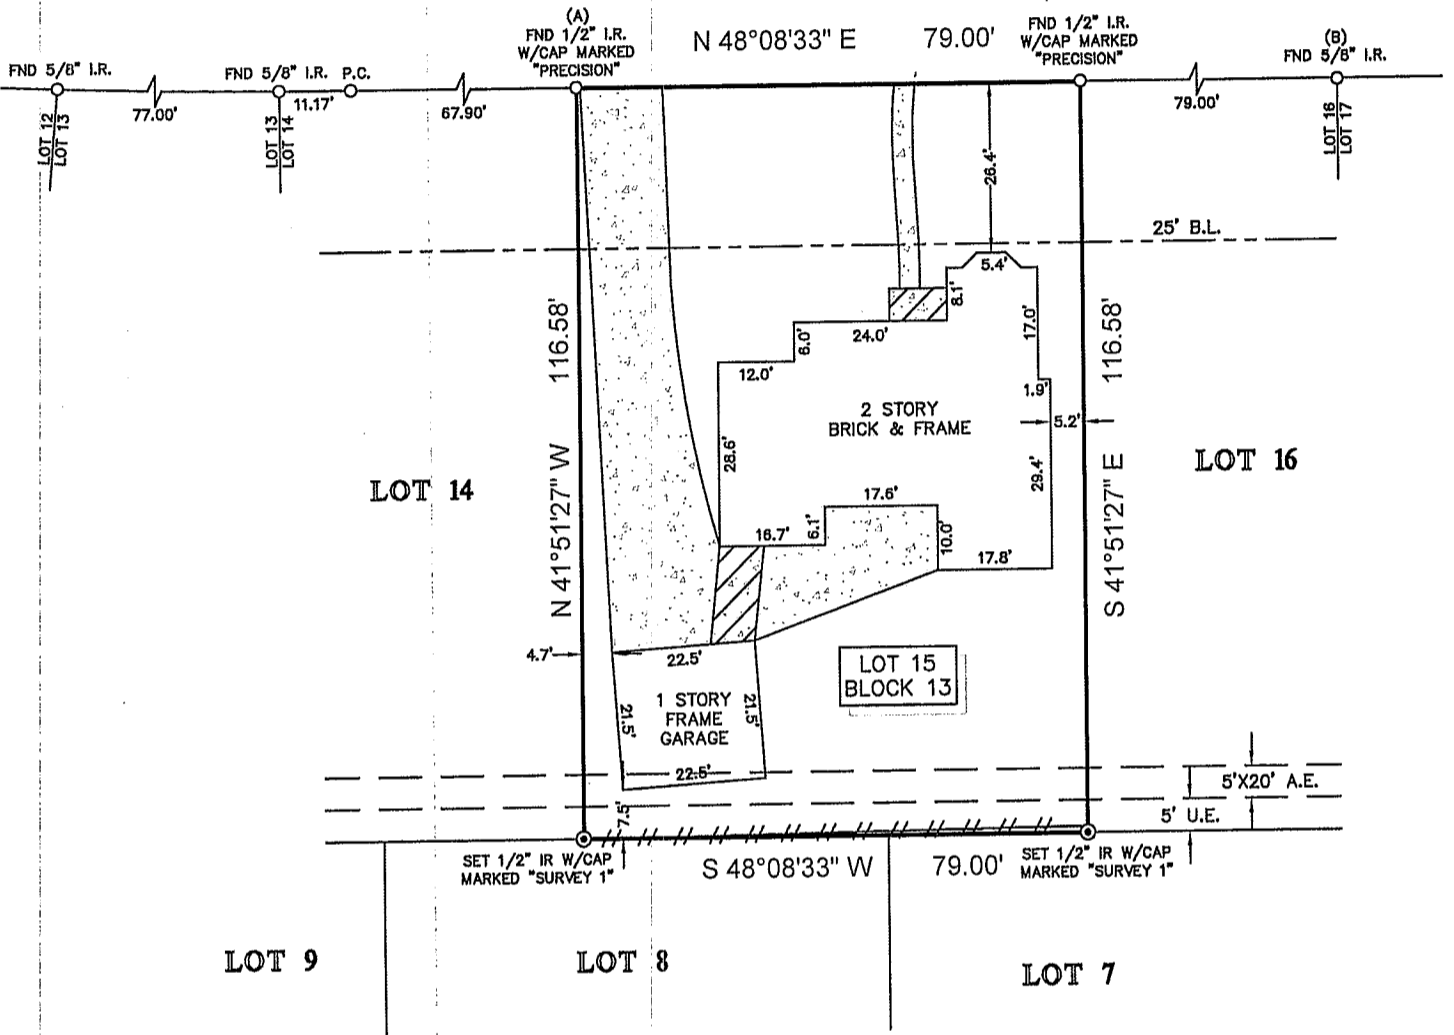 (A)
FND 1/2" I.R.
W/CAP MARKED
"PRECISION"
N 48°08'33" E
79.00'
FND 1/2" I.R.
W/CAP MARKED
"PRECISION"
(B)
FND 5/8" I.R.
FND 5/8" I.R.
FND 5/8" I.R.
P.C.
77.00'
11.17'
67.90'
79.00'
LOT 12
LOT 13
LOT 13
LOT 14
LOT 16
LOT 17
26.4'
25' B.L.
5.4'
8.1'
17.0'
24.0'
6.0'
12.0'
1.9'
5.2'
2 STORY
BRICK & FRAME
28.6'
29.4'
N 41°51'27" W 116.58'
S 41°51'27" E 116.58'
LOT 14
LOT 16
17.6'
16.7'
6.1'
10.0'
17.8'
4.7'
22.5'
LOT 15
BLOCK 13
1 STORY
FRAME
GARAGE
21.5'
21.5'
22.5'
7.5'
5'X20' A.E.
5' U.E.
SET 1/2" IR W/CAP
MARKED "SURVEY 1"
S 48°08'33" W
79.00'
SET 1/2" IR W/CAP
MARKED "SURVEY 1"
LOT 9
LOT 8
LOT 7